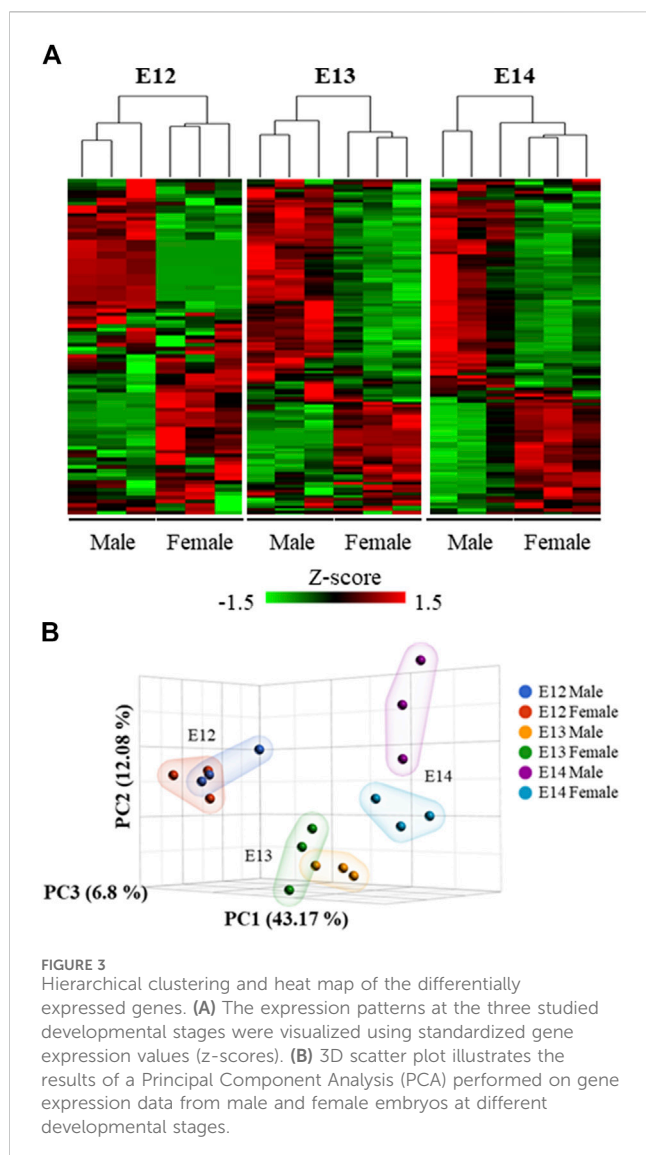 A
E12 E13 E14
Male Female Male Female Male Female
Z-score
-1.5 1.5
B
E12
E13
E14
PC2 (12.08 %)
PC3 (6.8 %)
PC1 (43.17 %)
E12 Male
E12 Female
E13 Male
E13 Female
E14 Male
E14 Female
FIGURE 3
Hierarchical clustering and heat map of the differentially
expressed genes. (A) The expression patterns at the three studied
developmental stages were visualized using standardized gene
expression values (z-scores). (B) 3D scatter plot illustrates the
results of a Principal Component Analysis (PCA) performed on gene
expression data from male and female embryos at different
developmental stages.